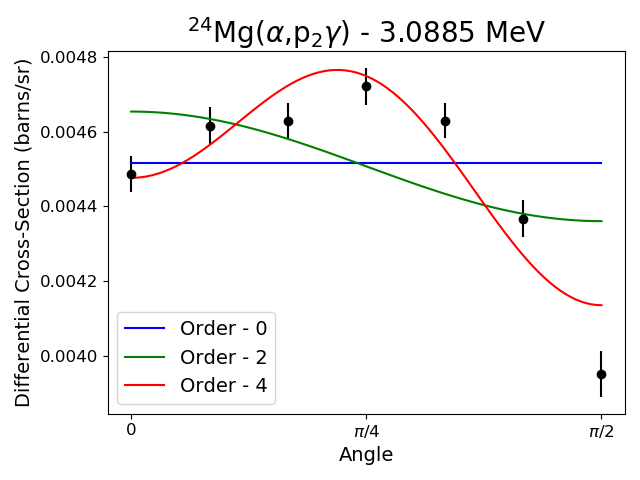 ²⁴Mg(α,p₂γ) - 3.0885 MeV
Differential Cross-Section (barns/sr)
0.0048
0.0046
0.0044
0.0042
0.0040
Order - 0
Order - 2
Order - 4
0
π/4
π/2
Angle